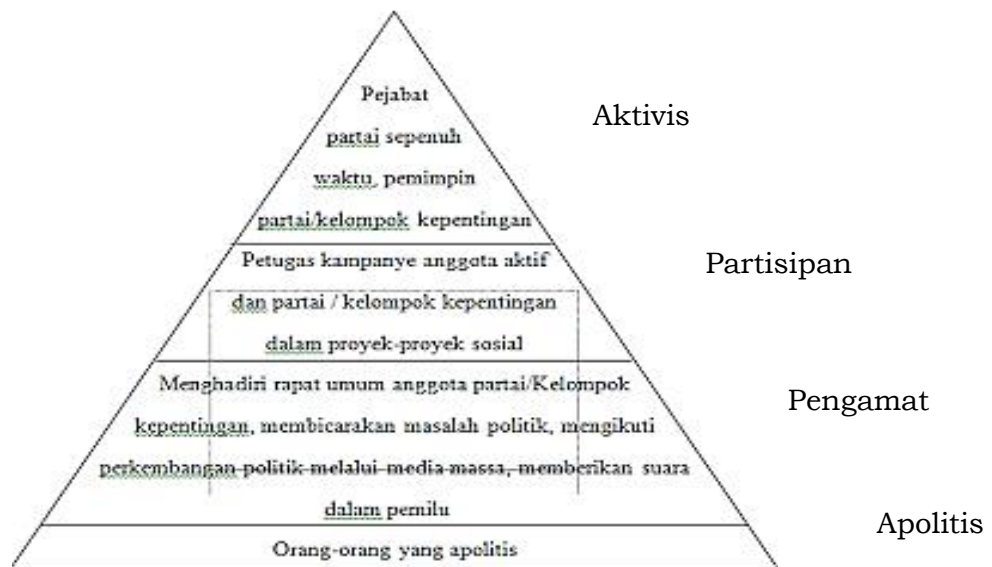 Pejabat
Aktivis
partai sepenuh
waktu, pemimpin
partai/kelompok kepentingan
Petugas kampanye anggota aktif
Partisipan
dan partai / kelompok kepentingan
dalam proyek-proyek sosial
Menghadiri rapat umum anggota partai/Kelompok
Pengamat
kepentingan, membicarakan masalah politik, mengikuti
perkembangan politik melalui media massa, memberikan suara
dalam pemilu
Apolitis
Orang-orang yang apolitis